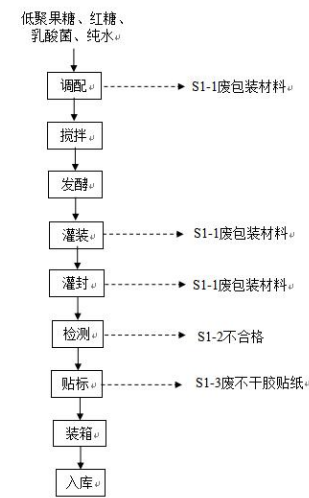 低聚果糖、红糖、
乳酸菌、纯水
调配
S1-1废包装材料
搅拌
发酵
灌装
S1-1废包装材料
灌封
S1-1废包装材料
检测
S1-2不合格
贴标
S1-3废不干胶贴纸
装箱
入库